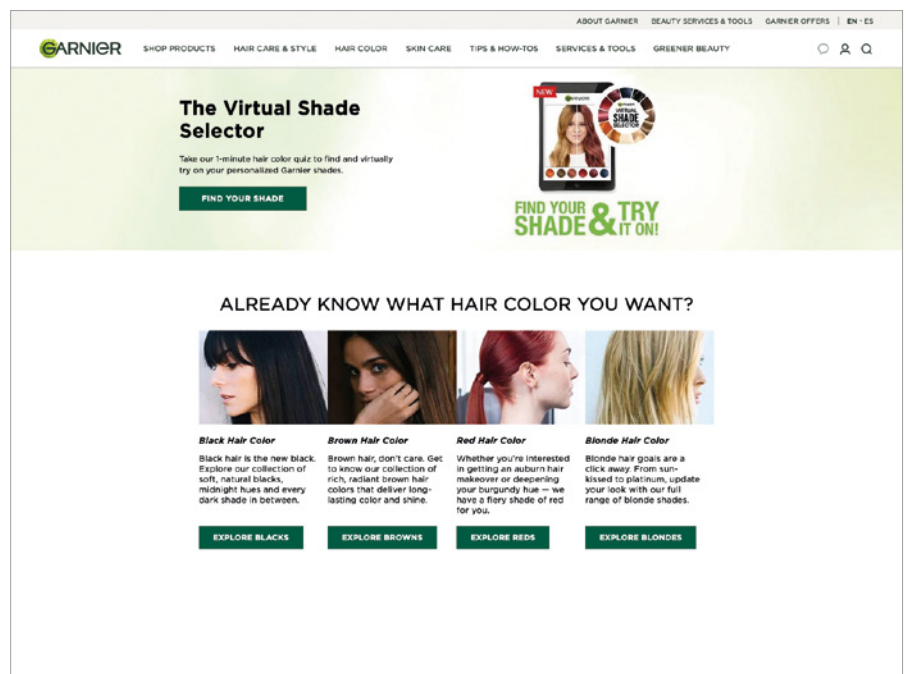 ABOUT GARNIER BEAUTY SERVICES & TOOLS GARNIER OFFERS | EN - ES
GARNIER SHOP PRODUCTS HAIR CARE & STYLE HAIR COLOR SKIN CARE TIPS & HOW-TOS SERVICES & TOOLS GREENER BEAUTY
The Virtual Shade
Selector
Take our 1-minute hair color quiz to find and virtually
try on your personalized Garnier shades.
FIND YOUR SHADE
NEW
GARNIER
VIRTUAL
SHADE
SELECTOR
FIND YOUR
SHADE & TRY
IT ON!
ALREADY KNOW WHAT HAIR COLOR YOU WANT?
Black Hair Color
Black hair is the new black.
Explore our collection of
soft, natural blacks,
midnight hues and every
dark shade in between.
EXPLORE BLACKS
Brown Hair Color
Brown hair, don't care. Get
to know our collection of
rich, radiant brown hair
colors that deliver long-
lasting color and shine.
EXPLORE BROWNS
Red Hair Color
Whether you're interested
in getting an auburn hair
makeover or deepening
your burgundy hue — we
have a fiery shade of red
for you.
EXPLORE REDS
Blonde Hair Color
Blonde hair goals are a
click away. From sun-
kissed to platinum, update
your look with our full
range of blonde shades.
EXPLORE BLONDES